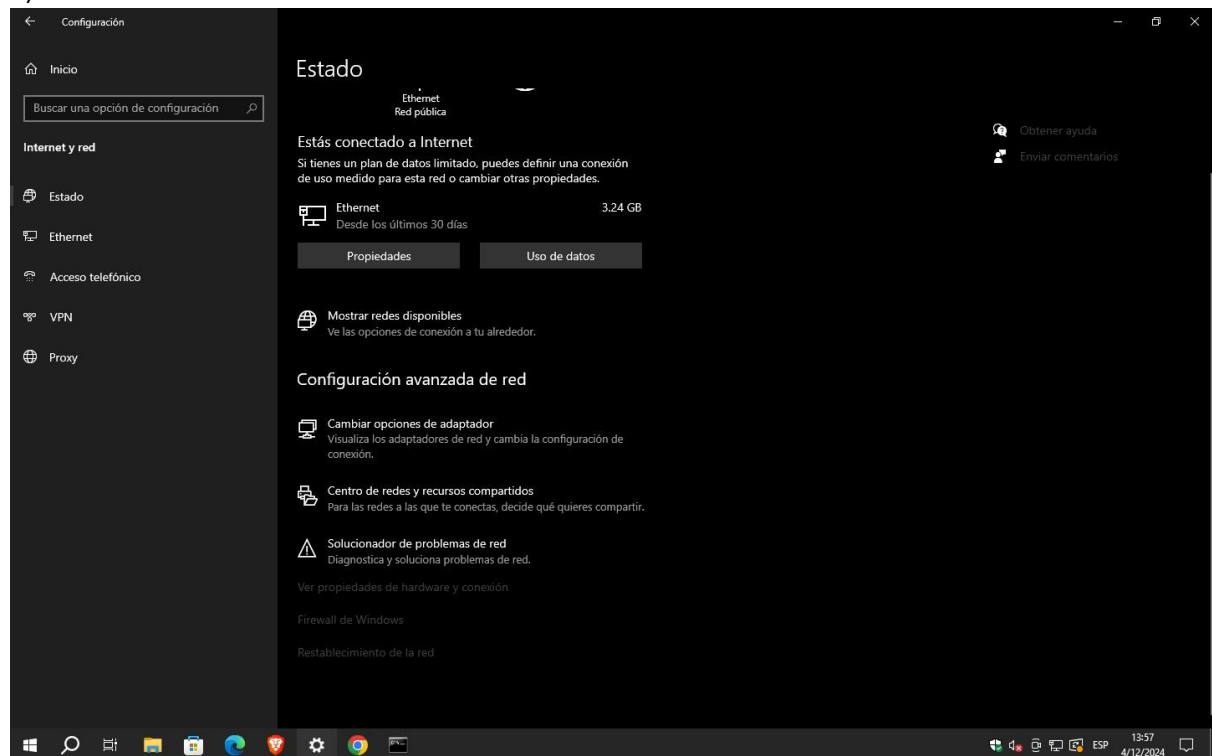 Configuración
Inicio
Buscar una opción de configuración
Internet y red
Estado
Ethernet
Acceso telefónico
VPN
Proxy
Estado
Ethernet
Red pública
Estás conectado a Internet
Si tienes un plan de datos limitado, puedes definir una conexión
de uso medido para esta red o cambiar otras propiedades.
Ethernet 3.24 GB
Desde los últimos 30 días
Propiedades Uso de datos
Mostrar redes disponibles
Ve las opciones de conexión a tu alrededor.
Configuración avanzada de red
Cambiar opciones de adaptador
Visualiza los adaptadores de red y cambia la configuración de
conexión.
Centro de redes y recursos compartidos
Para las redes a las que te conectas, decide qué quieres compartir.
Solucionador de problemas de red
Diagnostica y soluciona problemas de red.
Ver propiedades de hardware y conexión
Firewall de Windows
Restablecimiento de la red
Obtener ayuda
Enviar comentarios
ESP
13:57
4/12/2024